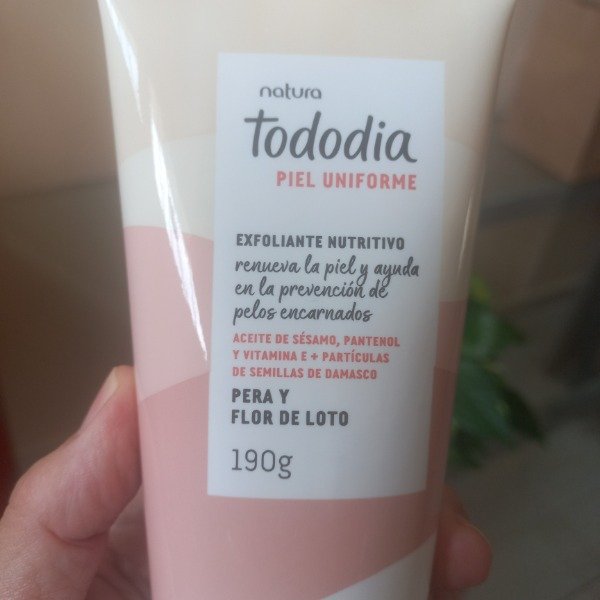 natura
Tododia
PIEL UNIFORME
EXFOLIANTE NUTRITIVO
renueva la piel y ayuda
en la prevención de
pelos encarnados
ACEITE DE SÉSAMO, PANTENOL
Y VITAMINA E + PARTÍCULAS
DE SEMILLAS DE DAMASCO
PERA Y
FLOR DE LOTO
190g